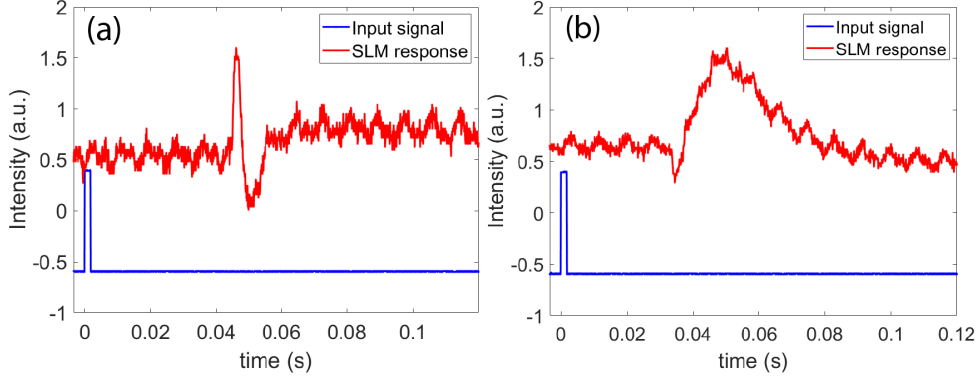 (a)
Input signal
SLM response
Intensity (a.u.)
2
1.5
1
0.5
0
-0.5
-1
0
0.02
0.04
0.06
0.08
0.1
time (s)
(b)
Input signal
SLM response
Intensity (a.u.)
2
1.5
1
0.5
0
-0.5
-1
0
0.02
0.04
0.06
0.08
0.1
0.12
time (s)